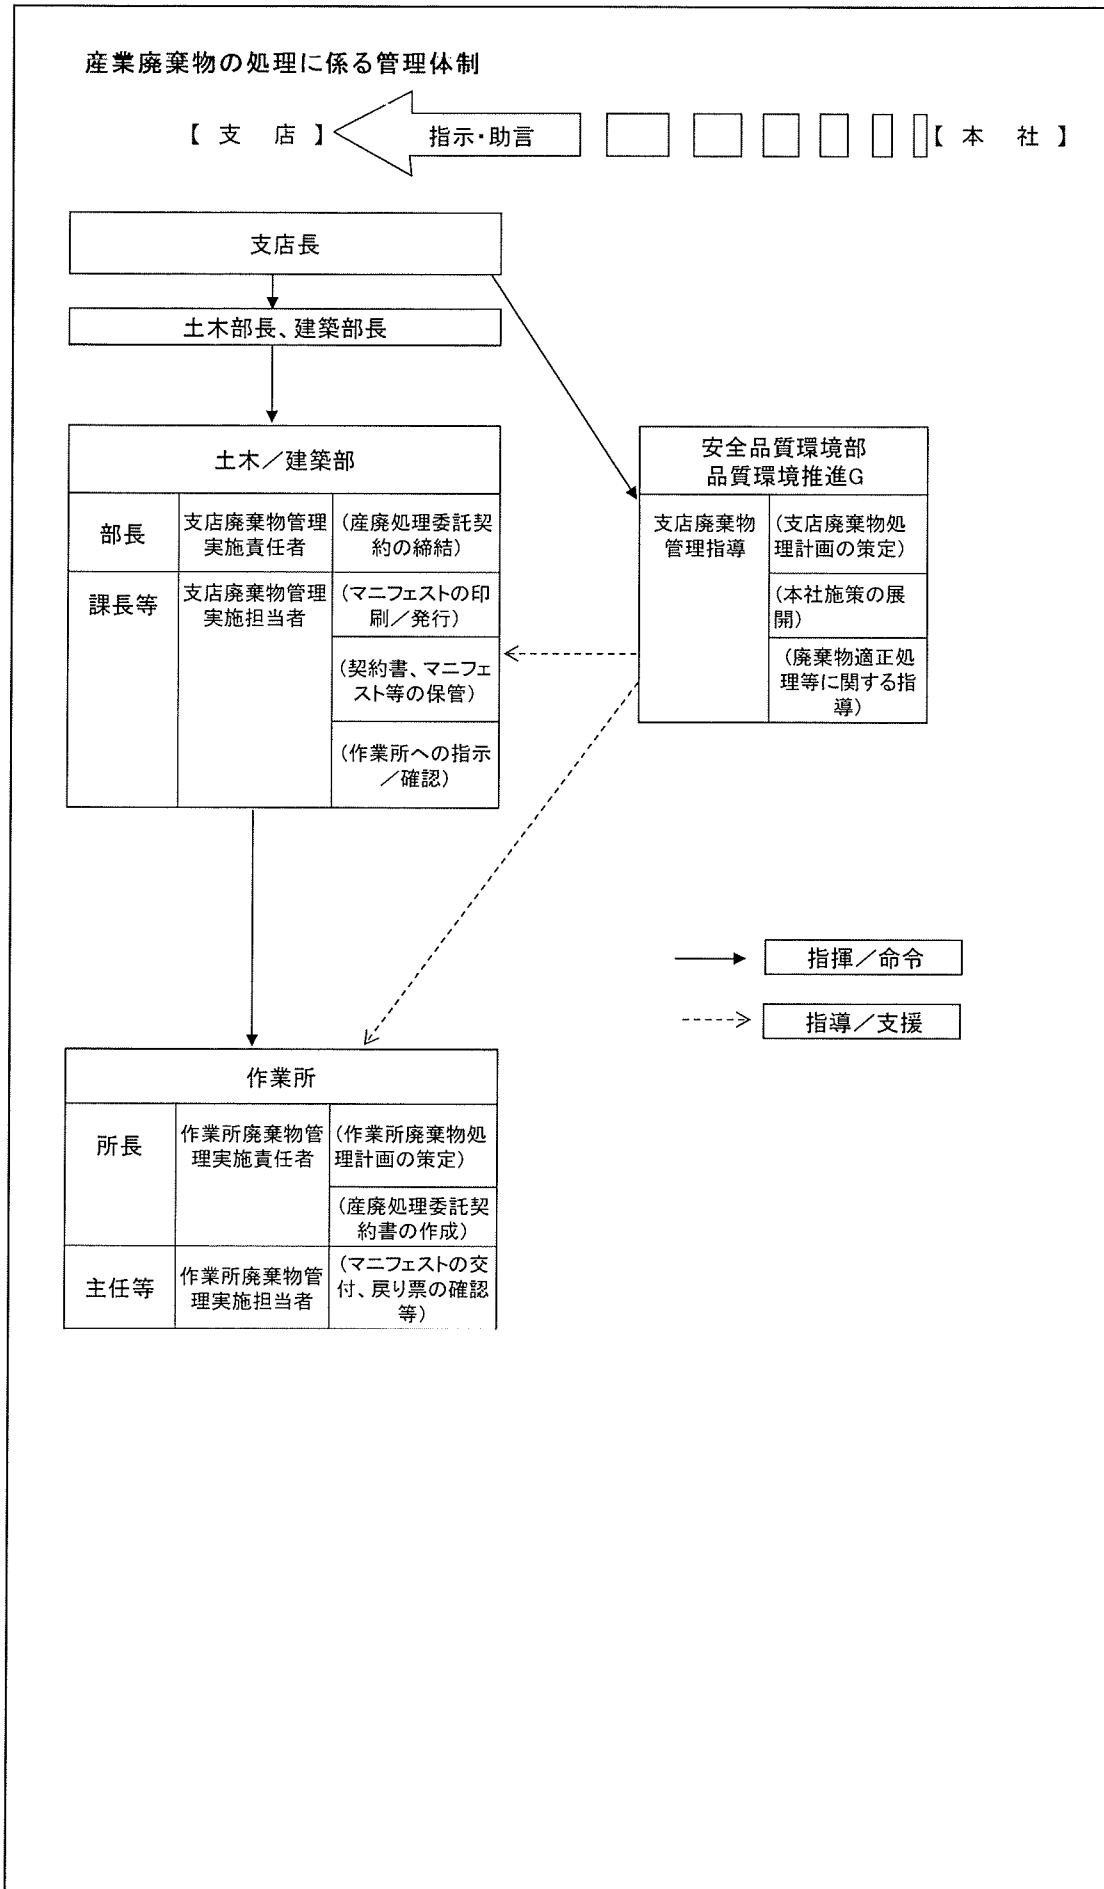 産業廃棄物の処理に係る管理体制
【 支 店 】 指示・助言 【 本 社 】
支店長
土木部長、建築部長
土木／建築部
部長
支店廃棄物管理
実施責任者
(産廃処理委託契
約の締結)
課長等
支店廃棄物管理
実施担当者
(マニフェストの印
刷／発行)
(契約書、マニフェ
スト等の保管)
(作業所への指示
／確認)
安全品質環境部
品質環境推進G
支店廃棄物
管理指導
(支店廃棄物処
理計画の策定)
(本社施策の展
開)
(廃棄物適正処
理等に関する指
導)
指揮／命令
指導／支援
作業所
所長
作業所廃棄物管
理実施責任者
(作業所廃棄物処
理計画の策定)
(産廃処理委託契
約書の作成)
主任等
作業所廃棄物管
理実施担当者
(マニフェストの交
付、戻り票の確認
等)